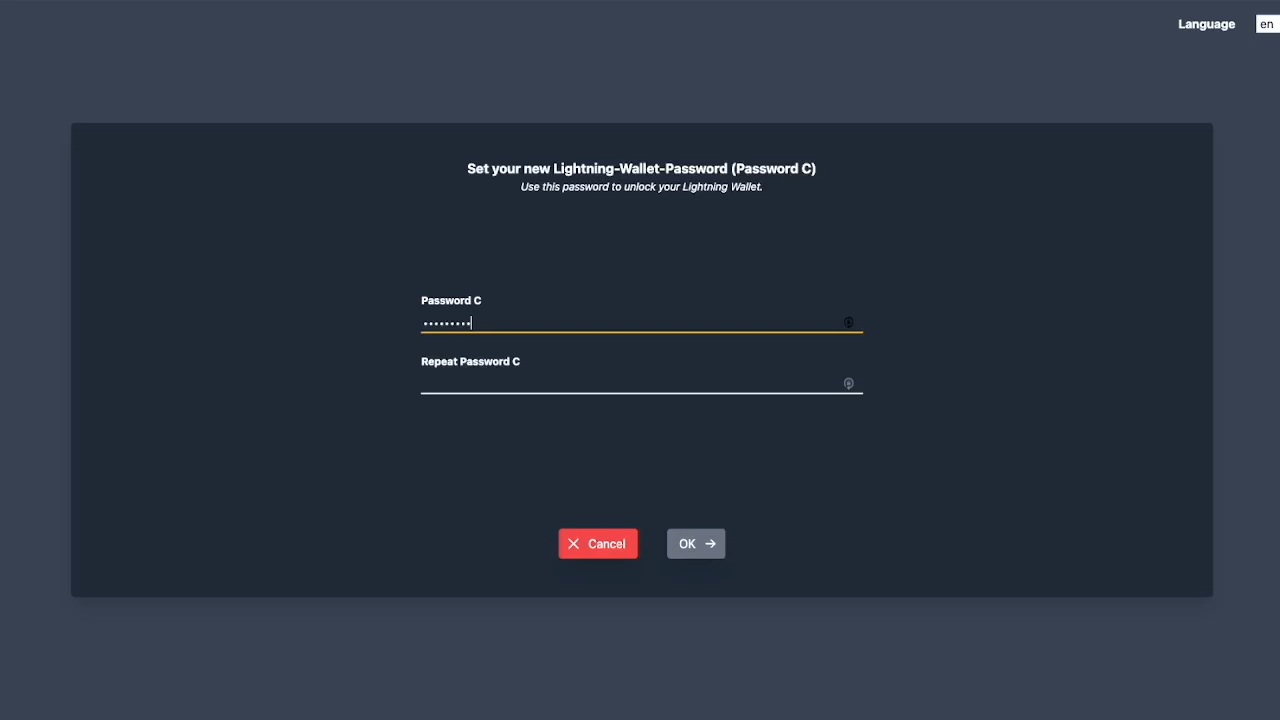 Language
en
Set your new Lightning-Wallet-Password (Password C)
Use this password to unlock your Lightning Wallet.
Password C
•••••••••
Repeat Password C
Cancel
OK